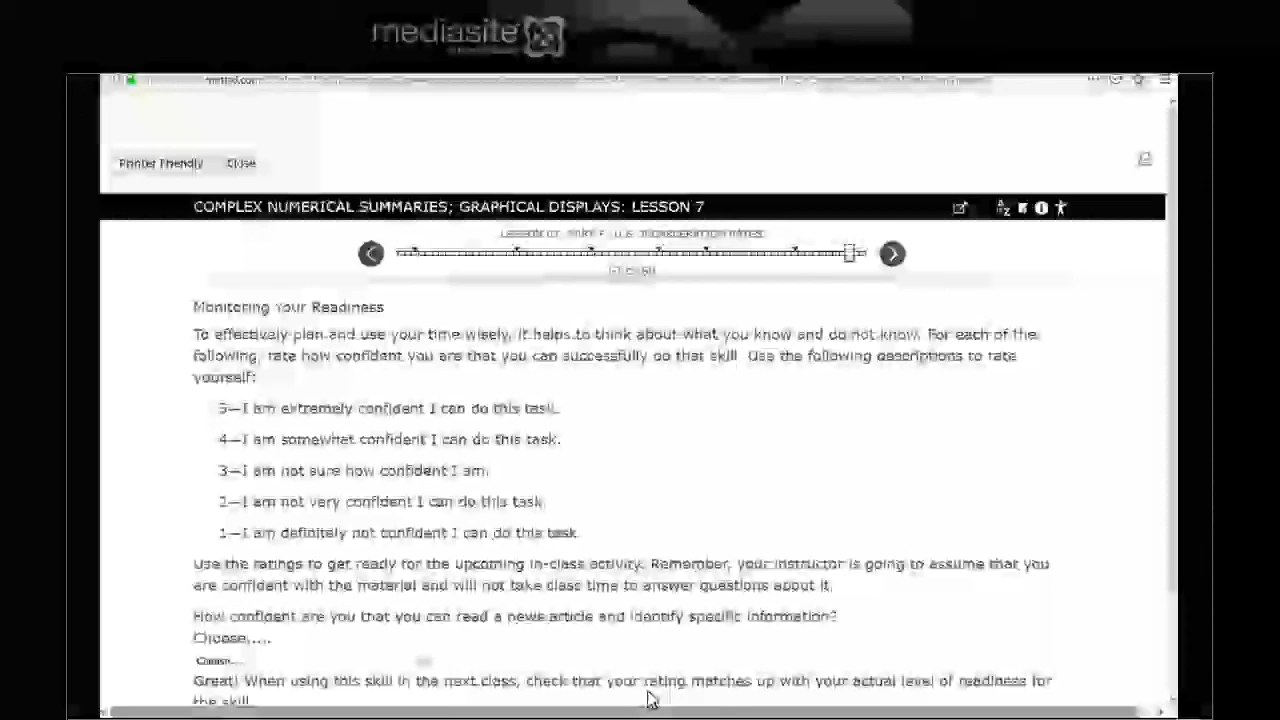 mediasite
Printer Friendly Close
COMPLEX NUMERICAL SUMMARIES; GRAPHICAL DISPLAYS: LESSON 7
Monitoring Your Readiness
To effectively plan and use your time wisely, it helps to think about what you know and do not know. For each of the
following, rate how confident you are that you can successfully do that skill. Use the following descriptions to rate
yourself:
5—I am extremely confident I can do this task.
4—I am somewhat confident I can do this task.
3—I am not sure how confident I am.
2—I am not very confident I can do this task.
1—I am definitely not confident I can do this task.
Use the ratings to get ready for the upcoming in-class activity. Remember, your instructor is going to assume that you
are confident with the material and will not take class time to answer questions about it.
How confident are you that you can read a news article and identify specific information?
Choose....
Choose...
Great! When using this skill in the next class, check that your rating matches up with your actual level of readiness for
the skill.